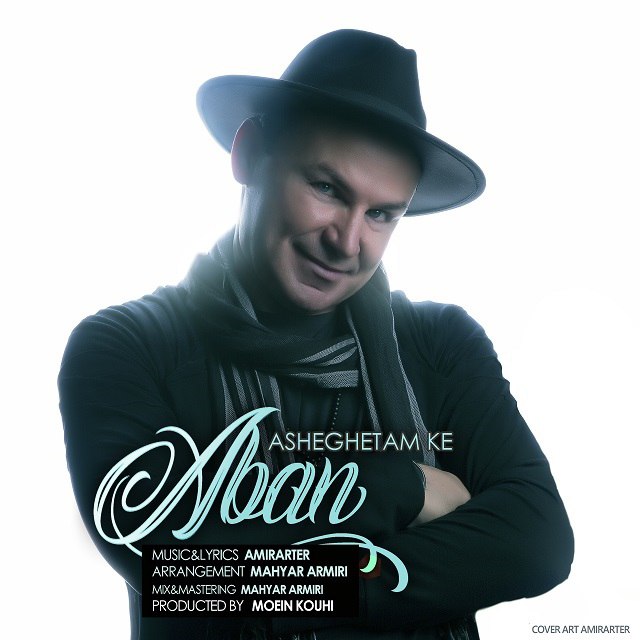 ASHEGHETAM KE
Aban
MUSIC&LYRICS AMIRARTER
ARRANGEMENT MAHYAR ARMIRI
MIX&MASTERING MAHYAR ARMIRI
PRODUCTED BY MOEIN KOUHI
COVER ART AMIRARTER